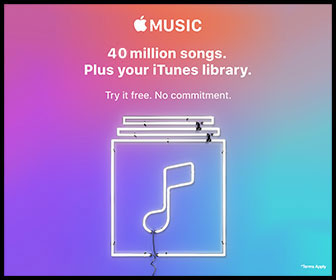 MUSIC
40 million songs.
Plus your iTunes library.
Try it free. No commitment.
*Terms Apply